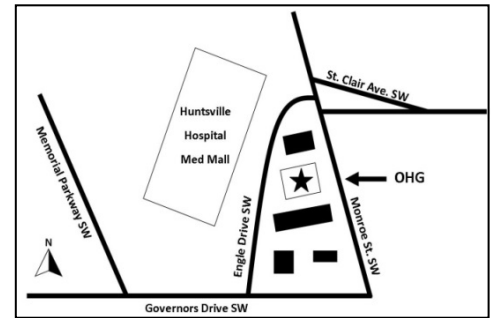 St. Clair Ave. SW
Huntsville
Hospital
Med Mall
Memorial Parkway SW
OHG
Engle Drive SW
Monroe St. SW
N
Governors Drive SW